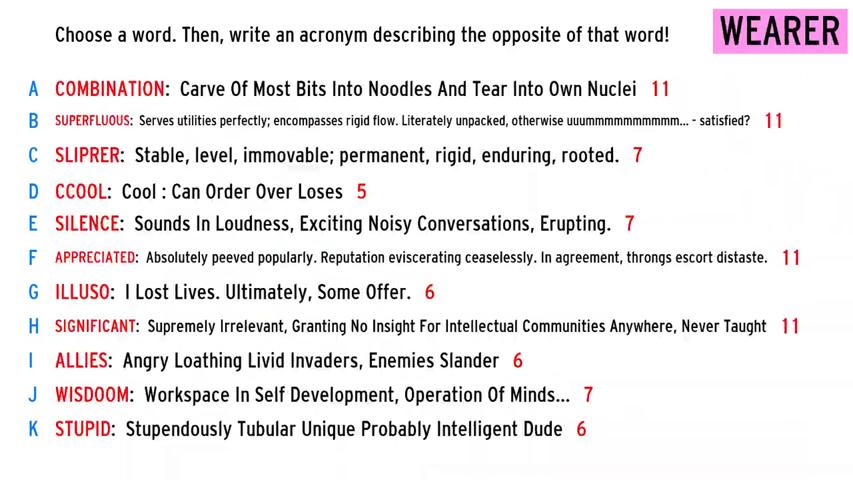 Choose a word. Then, write an acronym describing the opposite of that word!
WEARER
A COMBINATION: Carve Of Most Bits Into Noodles And Tear Into Own Nuclei 11
B SUPERFLUOUS: Serves utilities perfectly; encompasses rigid flow. Literately unpacked, otherwise uuummmmmmmmmm... - satisfied? 11
C SLIPRER: Stable, level, immovable; permanent, rigid, enduring, rooted. 7
D CCOOL: Cool : Can Order Over Loses 5
E SILENCE: Sounds In Loudness, Exciting Noisy Conversations, Erupting. 7
F APPRECIATED: Absolutely peeved popularly. Reputation eviscerating ceaselessly. In agreement, throngs escort distaste. 11
G ILLUSO: I Lost Lives. Ultimately, Some Offer. 6
H SIGNIFICANT: Supremely Irrelevant, Granting No Insight For Intellectual Communities Anywhere, Never Taught 11
I ALLIES: Angry Loathing Livid Invaders, Enemies Slander 6
J WISDOOM: Workspace In Self Development, Operation Of Minds... 7
K STUPID: Stupendously Tubular Unique Probably Intelligent Dude 6